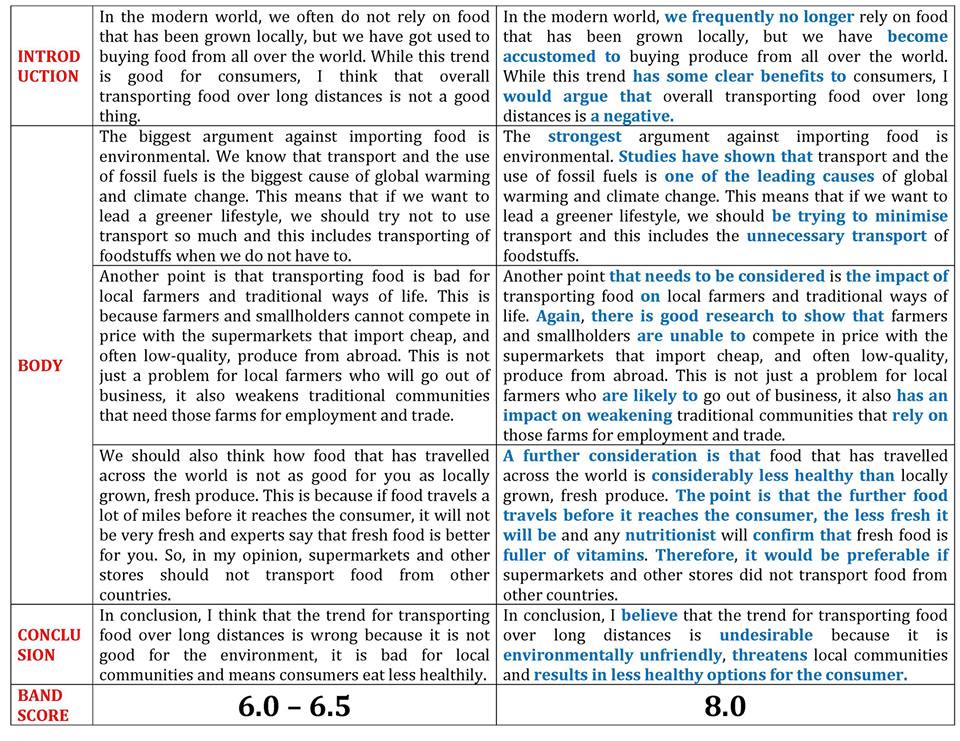 INTROD
UCTION
In the modern world, we often do not rely on food
that has been grown locally, but we have got used to
buying food from all over the world. While this trend
is good for consumers, I think that overall
transporting food over long distances is not a good
thing.
In the modern world, we frequently no longer rely on food
that has been grown locally, but we have become
accustomed to buying produce from all over the world.
While this trend has some clear benefits to consumers, I
would argue that overall transporting food over long
distances is a negative.
BODY
The biggest argument against importing food is
environmental. We know that transport and the use
of fossil fuels is the biggest cause of global warming
and climate change. This means that if we want to
lead a greener lifestyle, we should try not to use
transport so much and this includes transporting of
foodstuffs when we do not have to.
The strongest argument against importing food is
environmental. Studies have shown that transport and the
use of fossil fuels is one of the leading causes of global
warming and climate change. This means that if we want to
lead a greener lifestyle, we should be trying to minimise
transport and this includes the unnecessary transport of
foodstuffs.
Another point is that transporting food is bad for
local farmers and traditional ways of life. This is
because farmers and smallholders cannot compete in
price with the supermarkets that import cheap, and
often low-quality, produce from abroad. This is not
just a problem for local farmers who will go out of
business, it also weakens traditional communities
that need those farms for employment and trade.
Another point that needs to be considered is the impact of
transporting food on local farmers and traditional ways of
life. Again, there is good research to show that farmers
and smallholders are unable to compete in price with the
supermarkets that import cheap, and often low-quality,
produce from abroad. This is not just a problem for local
farmers who are likely to go out of business, it also has an
impact on weakening traditional communities that rely on
those farms for employment and trade.
We should also think how food that has travelled
across the world is not as good for you as locally
grown, fresh produce. This is because if food travels a
lot of miles before it reaches the consumer, it will not
be very fresh and experts say that fresh food is better
for you. So, in my opinion, supermarkets and other
stores should not transport food from other
countries.
A further consideration is that food that has travelled
across the world is considerably less healthy than locally
grown, fresh produce. The point is that the further food
travels before it reaches the consumer, the less fresh it
will be and any nutritionist will confirm that fresh food is
fuller of vitamins. Therefore, it would be preferable if
supermarkets and other stores did not transport food from
other countries.
CONCLU
SION
In conclusion, I think that the trend for transporting
food over long distances is wrong because it is not
good for the environment, it is bad for local
communities and means consumers eat less healthily.
In conclusion, I believe that the trend for transporting food
over long distances is undesirable because it is
environmentally unfriendly, threatens local communities
and results in less healthy options for the consumer.
BAND
SCORE
6.0 – 6.5
8.0